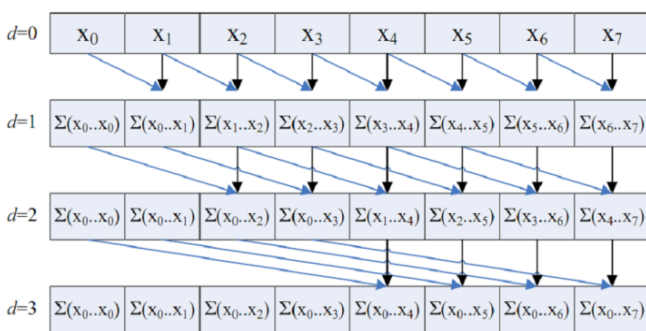 d=0 x₀ x₁ x₂ x₃ x₄ x₅ x₆ x₇
d=1 Σ(x₀..x₀) Σ(x₀..x₁) Σ(x₁..x₂) Σ(x₂..x₃) Σ(x₃..x₄) Σ(x₄..x₅) Σ(x₅..x₆) Σ(x₆..x₇)
d=2 Σ(x₀..x₀) Σ(x₀..x₁) Σ(x₀..x₂) Σ(x₀..x₃) Σ(x₁..x₄) Σ(x₂..x₅) Σ(x₃..x₆) Σ(x₄..x₇)
d=3 Σ(x₀..x₀) Σ(x₀..x₁) Σ(x₀..x₂) Σ(x₀..x₃) Σ(x₀..x₄) Σ(x₀..x₅) Σ(x₀..x₆) Σ(x₀..x₇)